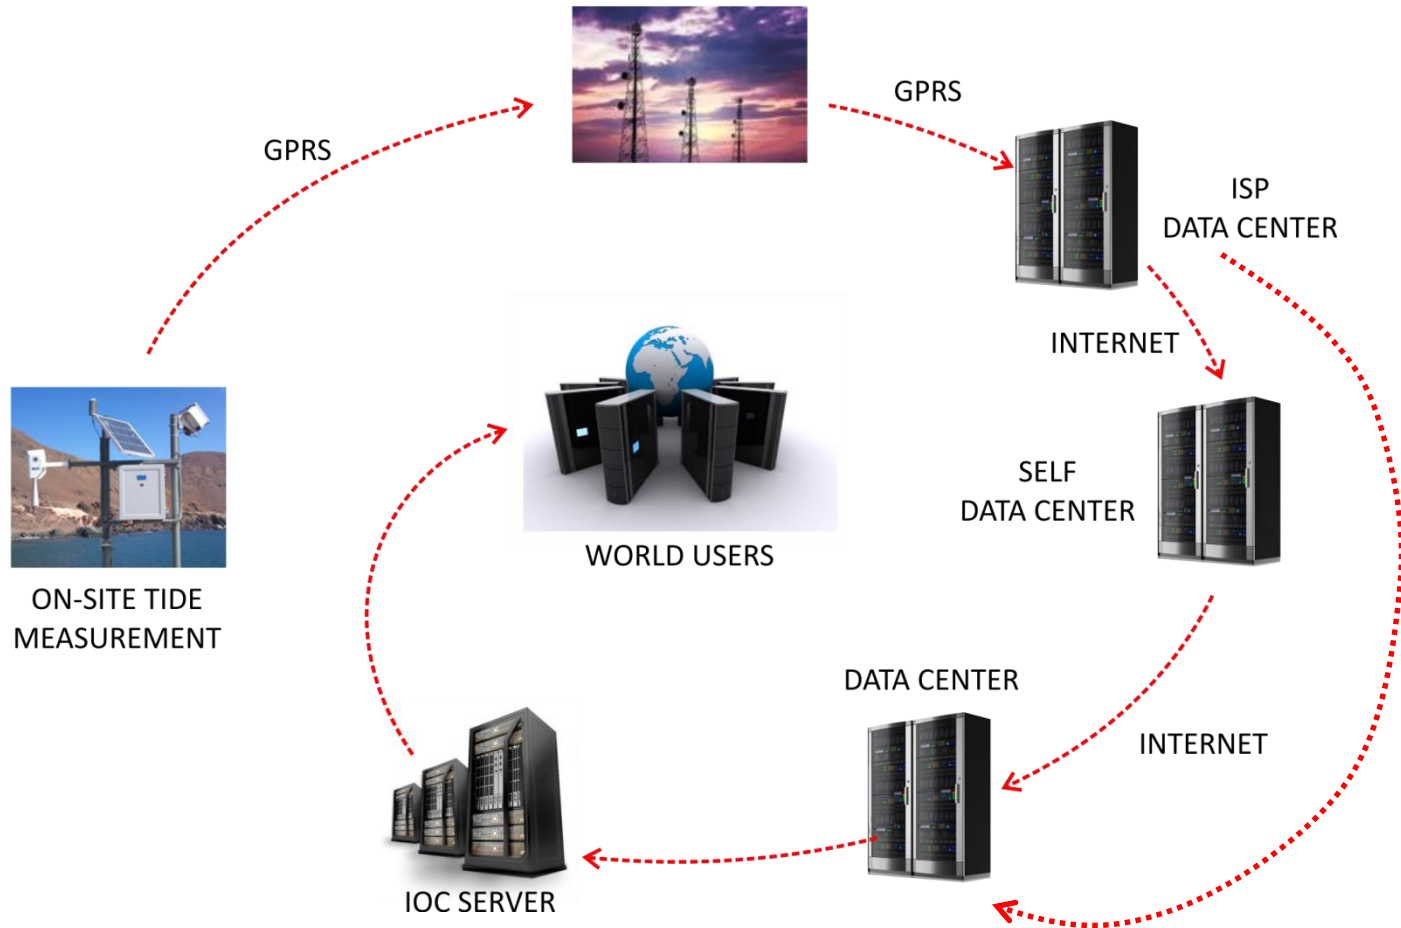 GPRS
GPRS
ISP
DATA CENTER
INTERNET
SELF
DATA CENTER
WORLD USERS
ON-SITE TIDE
MEASUREMENT
DATA CENTER
INTERNET
IOC SERVER